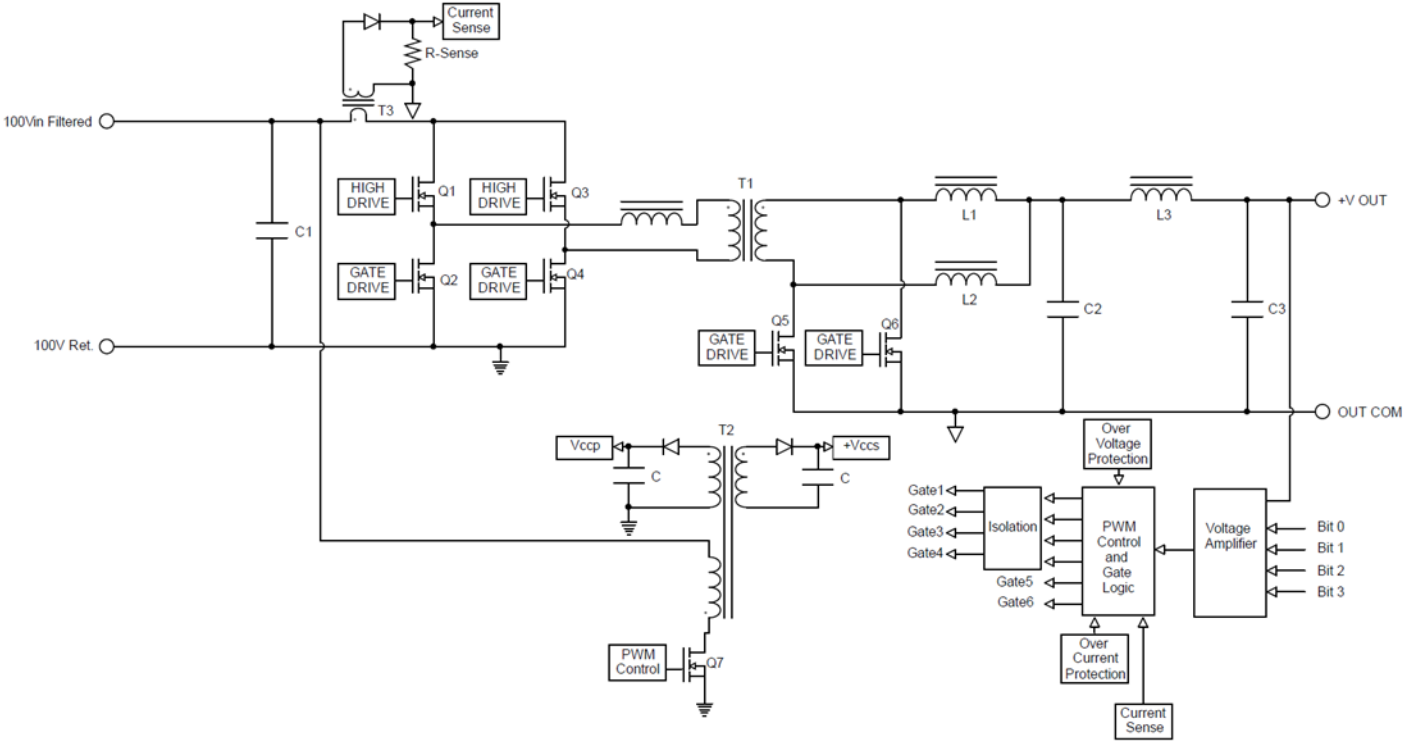 Current
Sense
R-Sense
T3
100Vin Filtered
HIGH
DRIVE
Q1
HIGH
DRIVE
Q3
T1
+V OUT
L1
L3
C1
GATE
DRIVE
Q2
GATE
DRIVE
Q4
L2
C2
C3
Q5
Q6
GATE
DRIVE
GATE
DRIVE
100V Ret.
OUT COM
T2
Vccp
+Vccs
C
C
Over
Voltage
Protection
Gate1
Gate2
Gate3
Gate4
Isolation
Gate5
Gate6
PWM
Control
and
Gate
Logic
Voltage
Amplifier
Bit 0
Bit 1
Bit 2
Bit 3
PWM
Control
Q7
Over
Current
Protection
Current
Sense